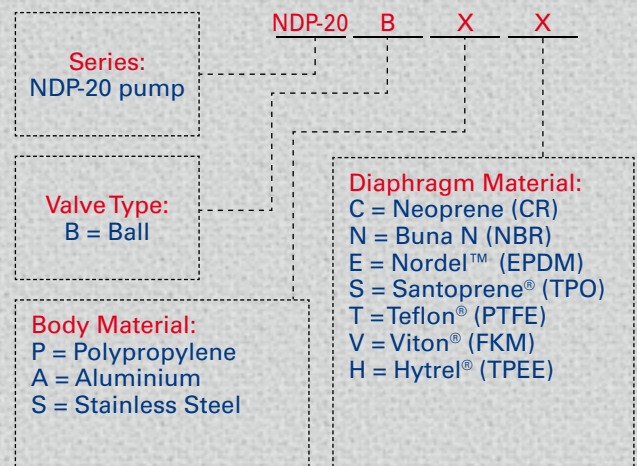 NDP-20 B X X
Series:
NDP-20 pump
Valve Type:
B = Ball
Body Material:
P = Polypropylene
A = Aluminium
S = Stainless Steel
Diaphragm Material:
C = Neoprene (CR)
N = Buna N (NBR)
E = Nordel™ (EPDM)
S = Santoprene® (TPO)
T = Teflon® (PTFE)
V = Viton® (FKM)
H = Hytrel® (TPEE)